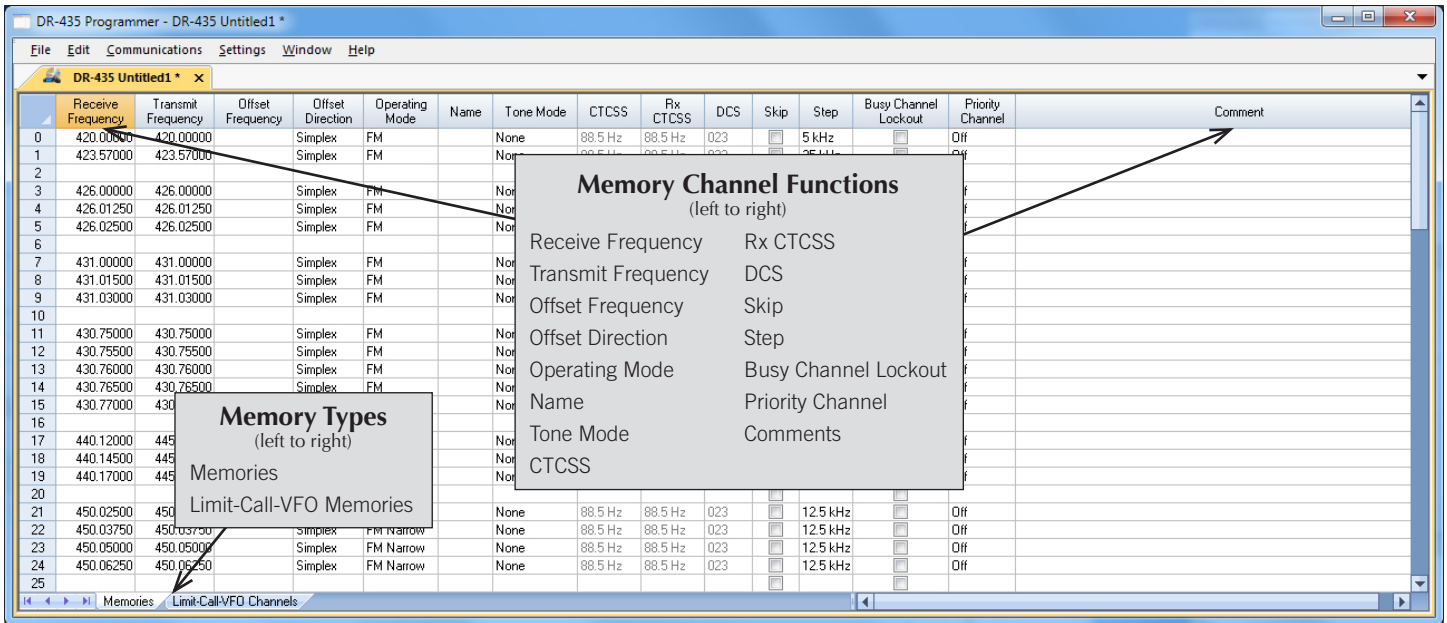 DR-435 Programmer - DR-435 Untitled1 *
File Edit Communications Settings Window Help
DR-435 Untitled1 * x
Receive Frequency Transmit Frequency Offset Frequency Offset Direction Operating Mode Name Tone Mode CTCSS Rx CTCSS DCS Skip Step Busy Channel Lockout Priority Channel Comment
0 420.00000 420.00000 Simplex FM None 88.5 Hz 88.5 Hz 023 5 kHz Off
1 423.57000 423.57000 Simplex FM None
2
3 426.00000 426.00000 Simplex FM
4 426.01250 426.01250 Simplex FM
5 426.02500 426.02500 Simplex FM
6
7 431.00000 431.00000 Simplex FM
8 431.01500 431.01500 Simplex FM
9 431.03000 431.03000 Simplex FM
10
11 430.75000 430.75000 Simplex FM
12 430.75500 430.75500 Simplex FM
13 430.76000 430.76000 Simplex FM
14 430.76500 430.76500 Simplex FM
15 430.77000 430
16
17 440.12000 445
18 440.14500 445
19 440.17000 445
20
21 450.02500 450 None 88.5 Hz 88.5 Hz 023 12.5 kHz Off
22 450.03750 450.03750 Simplex FM Narrow None 88.5 Hz 88.5 Hz 023 12.5 kHz Off
23 450.05000 450.05000 Simplex FM Narrow None 88.5 Hz 88.5 Hz 023 12.5 kHz Off
24 450.06250 450.06250 Simplex FM Narrow None 88.5 Hz 88.5 Hz 023 12.5 kHz Off
25
Memory Channel Functions
(left to right)
Receive Frequency
Transmit Frequency
Offset Frequency
Offset Direction
Operating Mode
Name
Tone Mode
CTCSS
Rx CTCSS
DCS
Skip
Step
Busy Channel Lockout
Priority Channel
Comments
Memory Types
(left to right)
Memories
Limit-Call-VFO Memories
Memories Limit-Call-VFO Channels